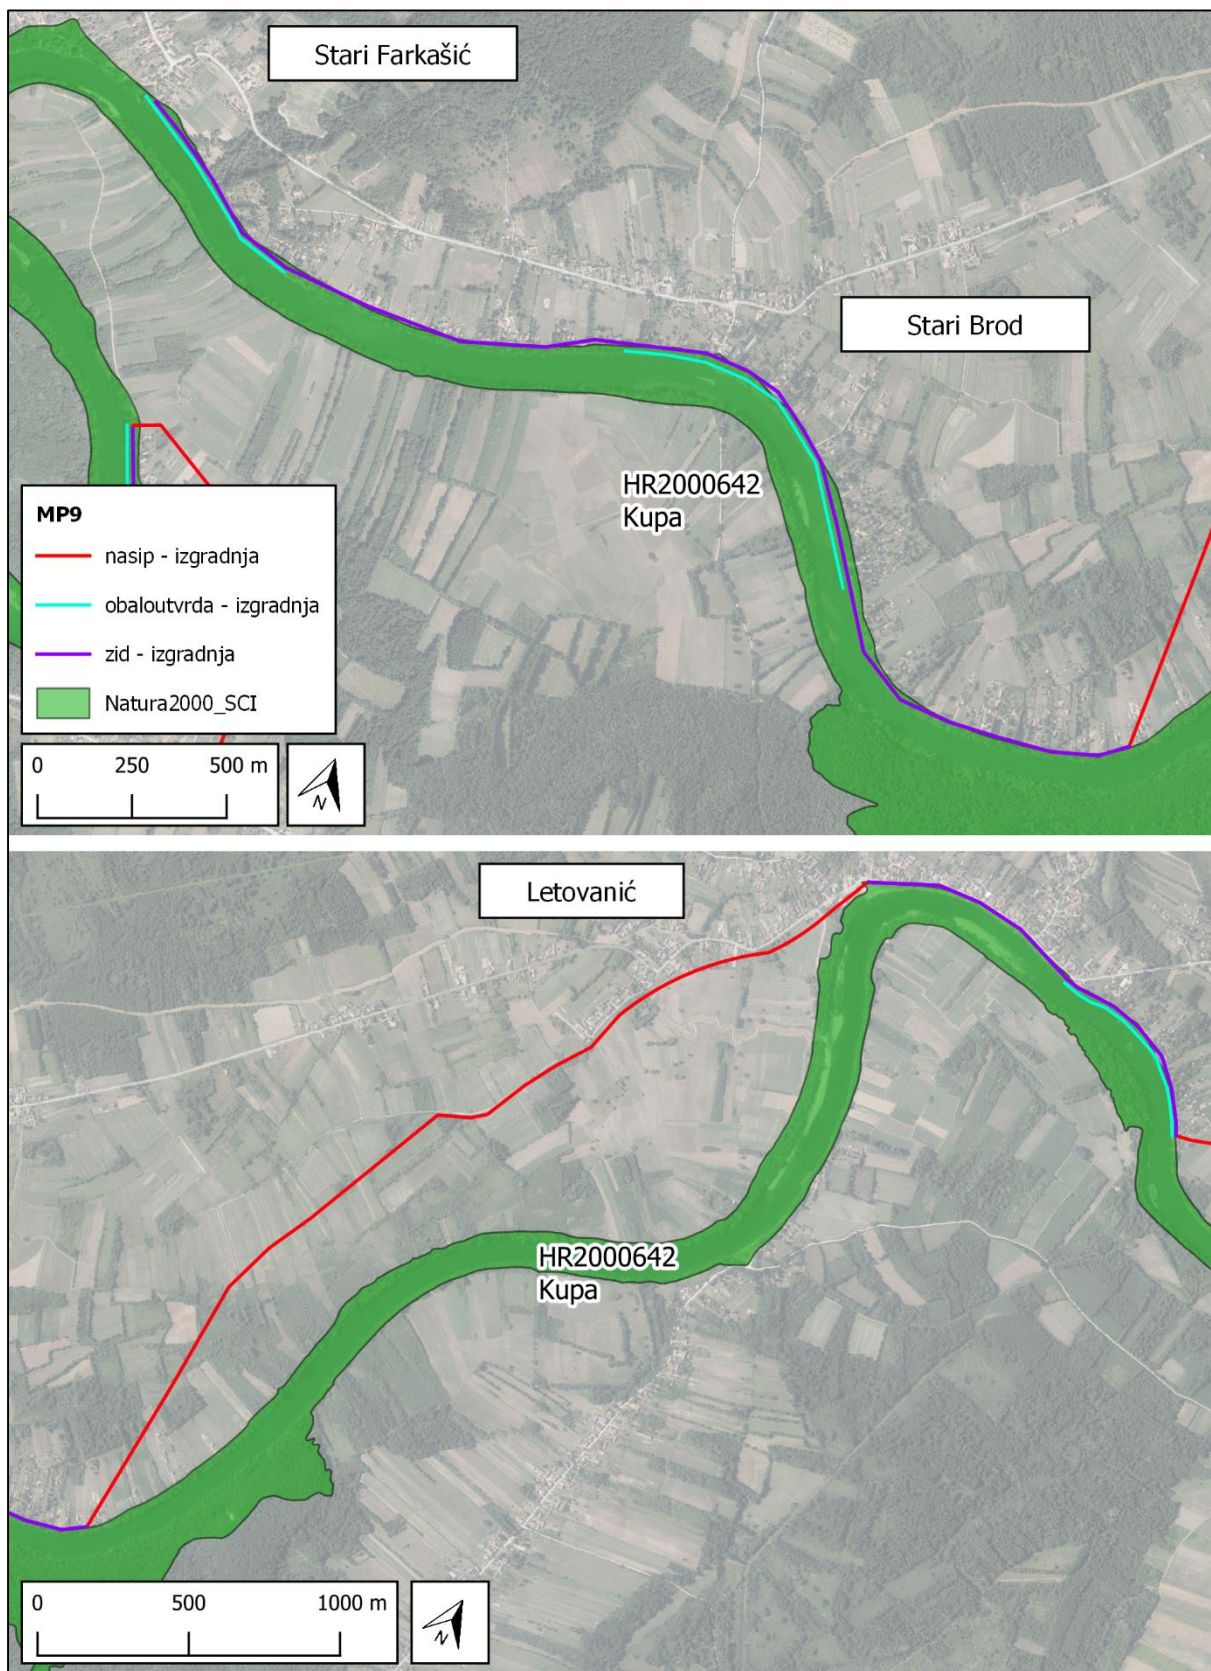 Stari Farkašić
Stari Brod
HR2000642
Kupa
MP9
nasip - izgradnja
obaloutvrda - izgradnja
zid - izgradnja
Natura2000_SCI
0 250 500 m
N
Letovanić
HR2000642
Kupa
0 500 1000 m
N